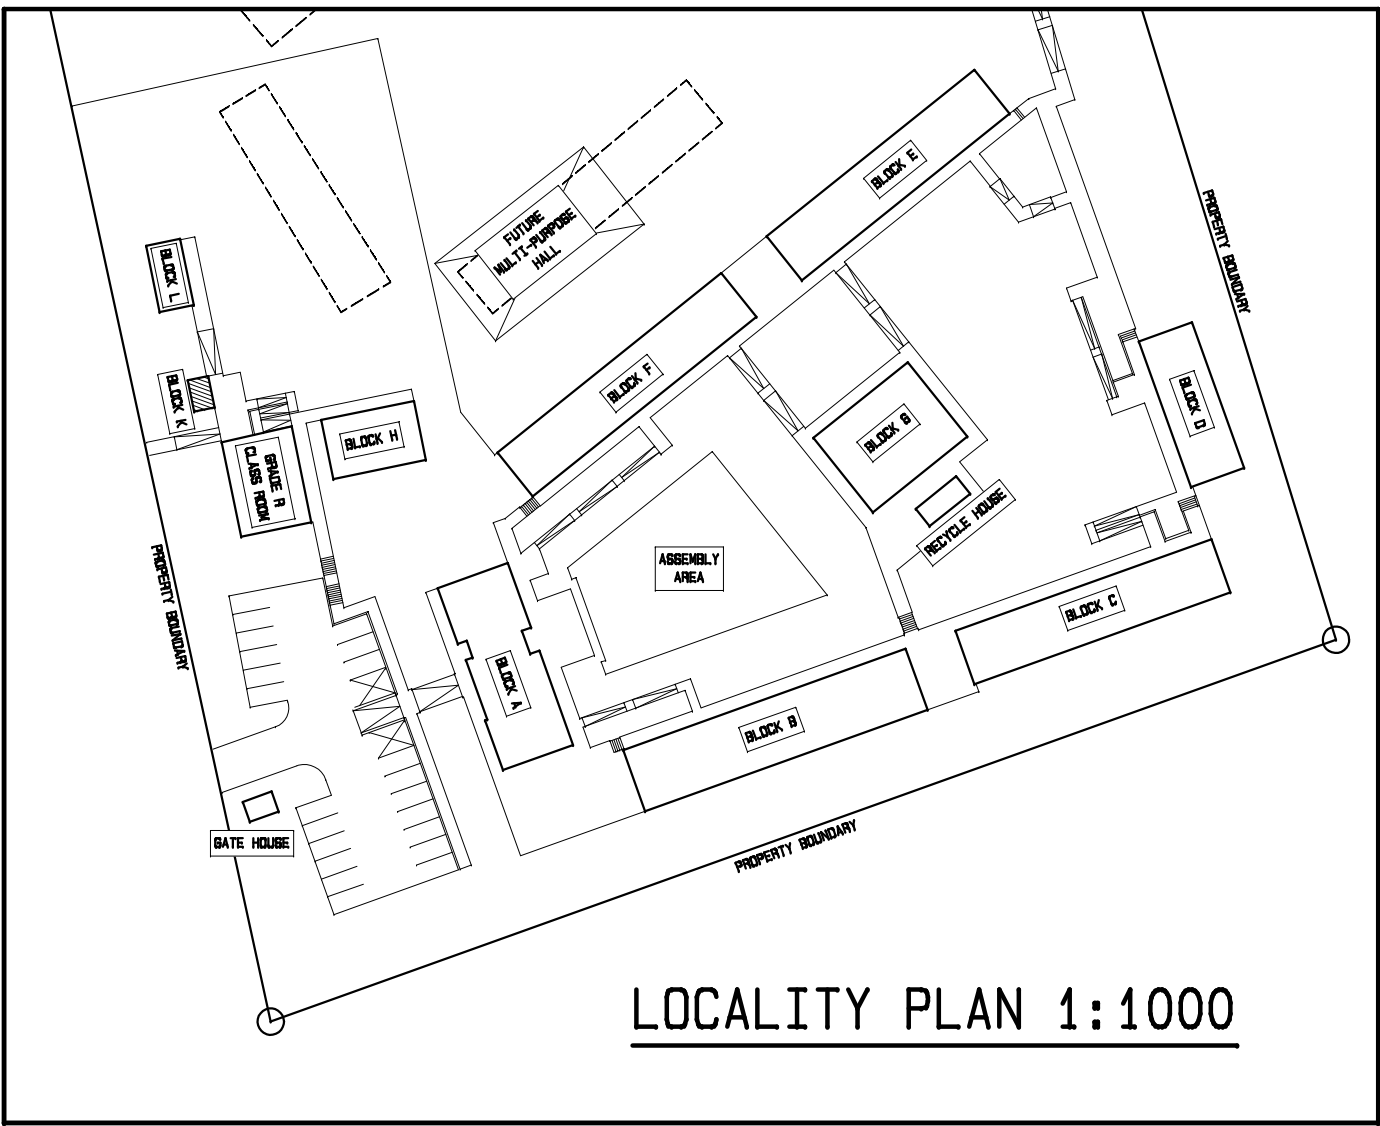 BLOCK E
PROPERTY BOUNDARY
FUTURE
MULTI-PURPOSE
HALL
BLOCK L
BLOCK F
BLOCK K
BLOCK D
BLOCK G
BLOCK H
GRADE R
CLASS ROOM
RECYCLE HOUSE
ASSEMBLY
AREA
PROPERTY BOUNDARY
BLOCK C
BLOCK A
BLOCK B
GATE HOUSE
PROPERTY BOUNDARY
LOCALITY PLAN 1:1000